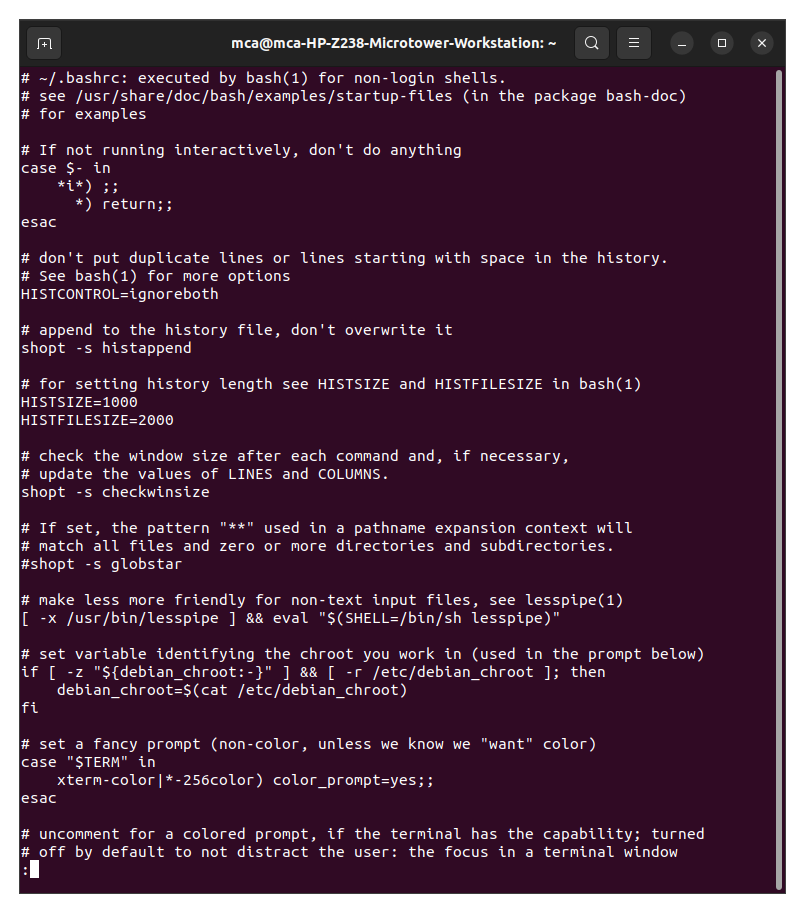 mca@mca-HP-Z238-Microtower-Workstation: ~
# ~/.bashrc: executed by bash(1) for non-login shells.
# see /usr/share/doc/bash/examples/startup-files (in the package bash-doc)
# for examples

# If not running interactively, don't do anything
case $- in
    *i*) ;;
      *) return;;
esac

# don't put duplicate lines or lines starting with space in the history.
# See bash(1) for more options
HISTCONTROL=ignoreboth

# append to the history file, don't overwrite it
shopt -s histappend

# for setting history length see HISTSIZE and HISTFILESIZE in bash(1)
HISTSIZE=1000
HISTFILESIZE=2000

# check the window size after each command and, if necessary,
# update the values of LINES and COLUMNS.
shopt -s checkwinsize

# If set, the pattern "**" used in a pathname expansion context will
# match all files and zero or more directories and subdirectories.
#shopt -s globstar

# make less more friendly for non-text input files, see lesspipe(1)
[ -x /usr/bin/lesspipe ] && eval "$(SHELL=/bin/sh lesspipe)"

# set variable identifying the chroot you work in (used in the prompt below)
if [ -z "${debian_chroot:-}" ] && [ -r /etc/debian_chroot ]; then
    debian_chroot=$(cat /etc/debian_chroot)
fi

# set a fancy prompt (non-color, unless we know we "want" color)
case "$TERM" in
    xterm-color|*-256color) color_prompt=yes;;
esac

# uncomment for a colored prompt, if the terminal has the capability; turned
# off by default to not distract the user: the focus in a terminal window
: